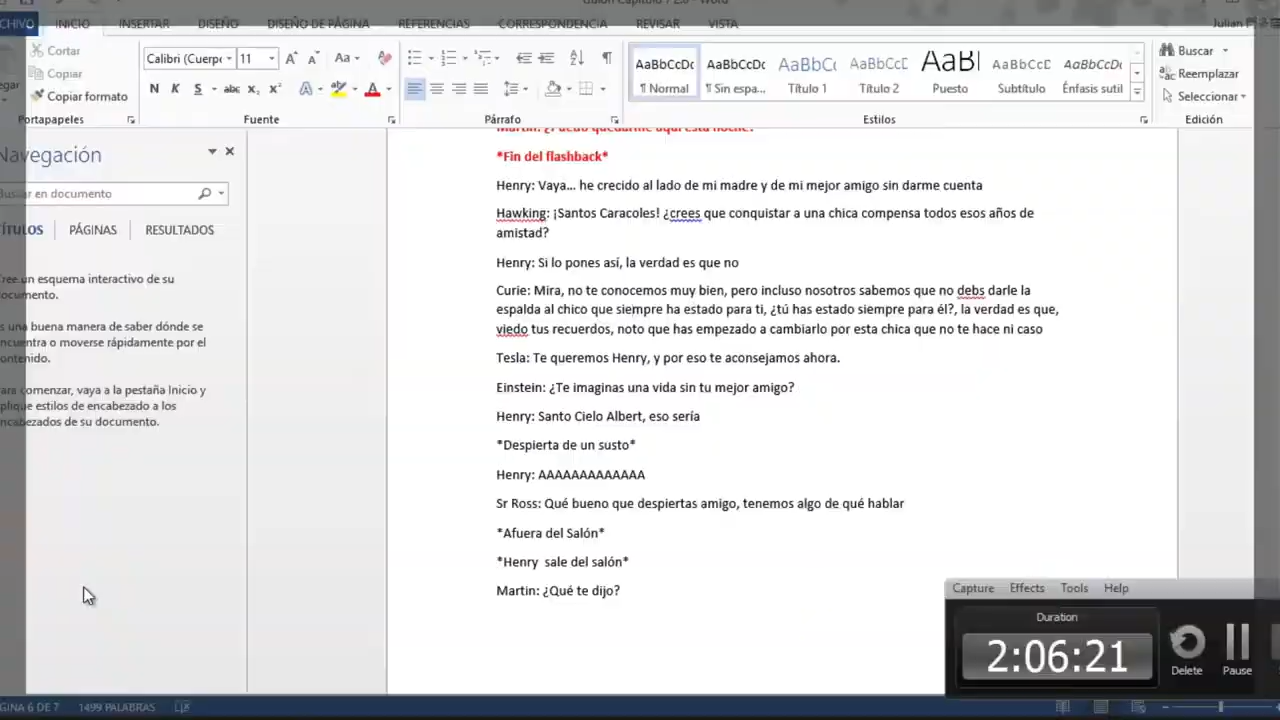 CHIVO INICIO INSERTAR DISEÑO DISEÑO DE PÁGINA REFERENCIAS CORRESPONDENCIA REVISAR VISTA Julian
Cortar
Copiar
Copiar formato
Portapapeles
Calibri (Cuerpo 11
N K S abc x₂ x²
Fuente
Párrafo
AaBbCcDc AaBbCcDc AaBbCc AaBbCcD AaBl AaBbCcD AaBbCcDc
¶ Normal ¶ Sin espa... Título 1 Título 2 Puesto Subtítulo Énfasis sutil
Estilos
Buscar
Reemplazar
Seleccionar
Edición
Navegación
Buscar en documento
TÍTULOS PÁGINAS RESULTADOS
Cree un esquema interactivo de su
documento.
Es una buena manera de saber dónde se
encuentra o moverse rápidamente por el
contenido.
Para comenzar, vaya a la pestaña Inicio y
aplique estilos de encabezado a los
encabezados de su documento.
Martin: ¿Puedo quedarme aquí esta noche?
*Fin del flashback*
Henry: Vaya... he crecido al lado de mi madre y de mi mejor amigo sin darme cuenta
Hawking: ¡Santos Caracoles! ¿crees que conquistar a una chica compensa todos esos años de
amistad?
Henry: Si lo pones así, la verdad es que no
Curie: Mira, no te conocemos muy bien, pero incluso nosotros sabemos que no debs darle la
espalda al chico que siempre ha estado para ti, ¿tú has estado siempre para él?, la verdad es que,
viedo tus recuerdos, noto que has empezado a cambiarlo por esta chica que no te hace ni caso
Tesla: Te queremos Henry, y por eso te aconsejamos ahora.
Einstein: ¿Te imaginas una vida sin tu mejor amigo?
Henry: Santo Cielo Albert, eso sería
*Despierta de un susto*
Henry: AAAAAAAAAAAAA
Sr Ross: Qué bueno que despiertas amigo, tenemos algo de qué hablar
*Afuera del Salón*
*Henry  sale del salón*
Martin: ¿Qué te dijo?
Capture Effects Tools Help
Duration
2:06:21
Delete Pause
PÁGINA 6 DE 7 1499 PALABRAS